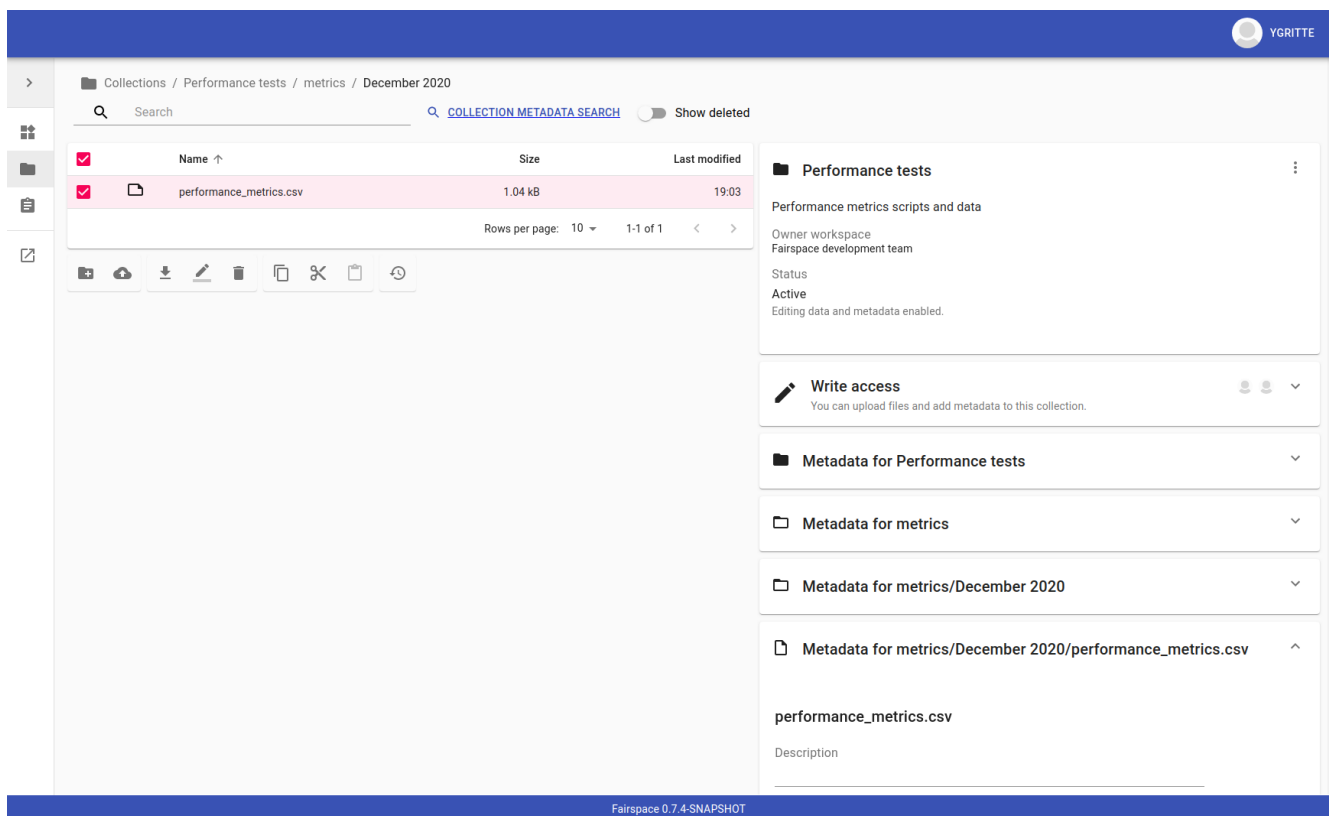 YGRITTE
Collections / Performance tests / metrics / December 2020
Search
COLLECTION METADATA SEARCH
Show deleted
Name Size Last modified
performance_metrics.csv 1.04 kB 19:03
Rows per page: 10 1-1 of 1
Performance tests
Performance metrics scripts and data
Owner workspace
Fairspace development team
Status
Active
Editing data and metadata enabled.
Write access
You can upload files and add metadata to this collection.
Metadata for Performance tests
Metadata for metrics
Metadata for metrics/December 2020
Metadata for metrics/December 2020/performance_metrics.csv
performance_metrics.csv
Description
Fairspace 0.7.4-SNAPSHOT